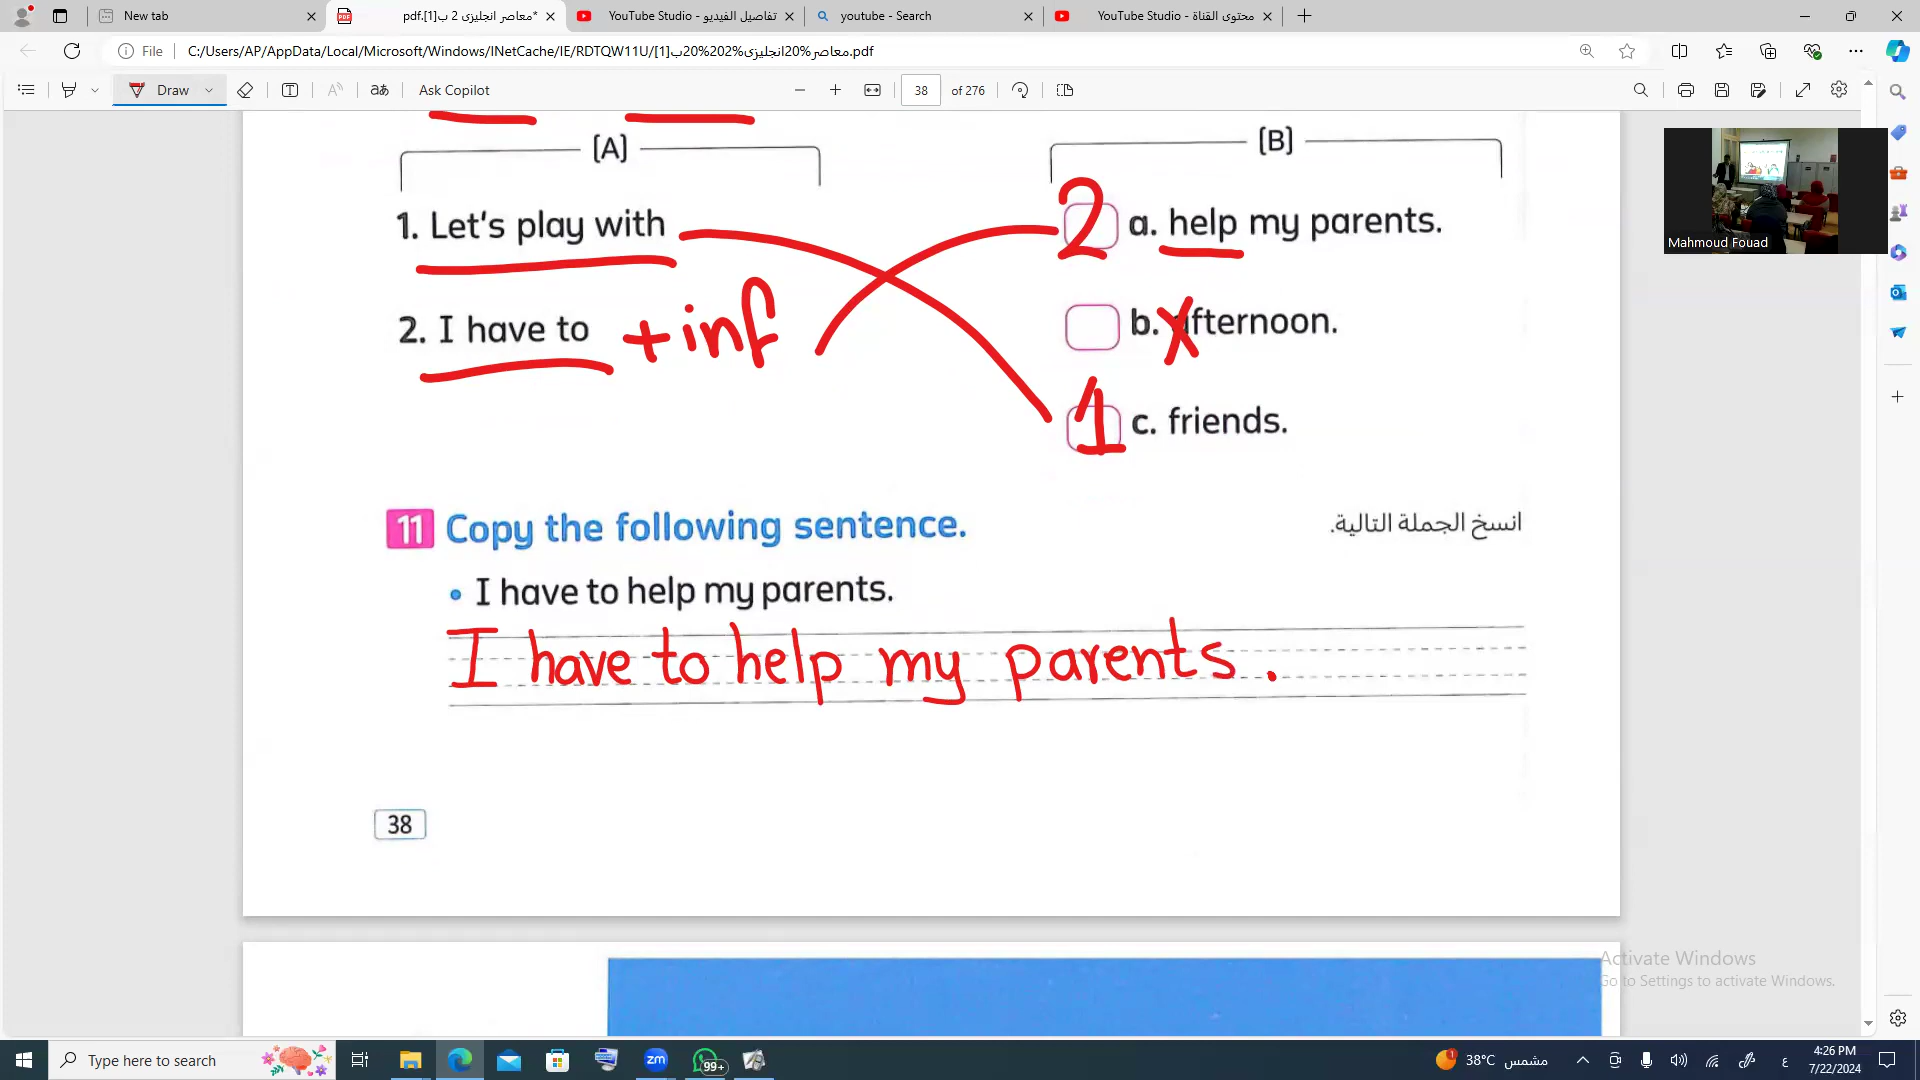 New tab
*معاصر انجليزى 2 ب[1].pdf
YouTube Studio - تفاصيل الفيديو
youtube - Search
YouTube Studio - محتوى القناة
File
C:/Users/AP/AppData/Local/Microsoft/Windows/INetCache/IE/RDTQW11U/معاصر%20انجليزى%202%20ب[1].pdf
Draw
Ask Copilot
38 of 276
[A] [B]
1. Let's play with
2 a. help my parents.
2. I have to + inf
b. afternoon. X
1 c. friends.
11 Copy the following sentence. انسخ الجملة التالية.
• I have to help my parents.
I have to help my parents.
38
Mahmoud Fouad
Activate Windows
Go to Settings to activate Windows.
Type here to search
zm
99+
38°C مشمس
ع
4:26 PM
7/22/2024